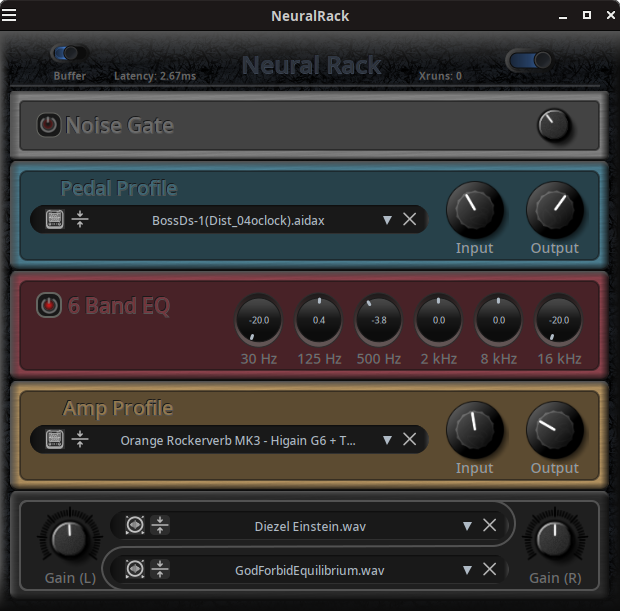 NeuralRack
Neural Rack
Buffer
Latency: 2.67ms
Xruns: 0
Noise Gate
Pedal Profile
BossDs-1(Dist_04oclock).aidax
Input
Output
6 Band EQ
-20.0
0.4
-3.8
0.0
0.0
-20.0
30 Hz
125 Hz
500 Hz
2 kHz
8 kHz
16 kHz
Amp Profile
Orange Rockerverb MK3 - Higain G6 + T...
Input
Output
Diezel Einstein.wav
GodForbidEquilibrium.wav
Gain (L)
Gain (R)